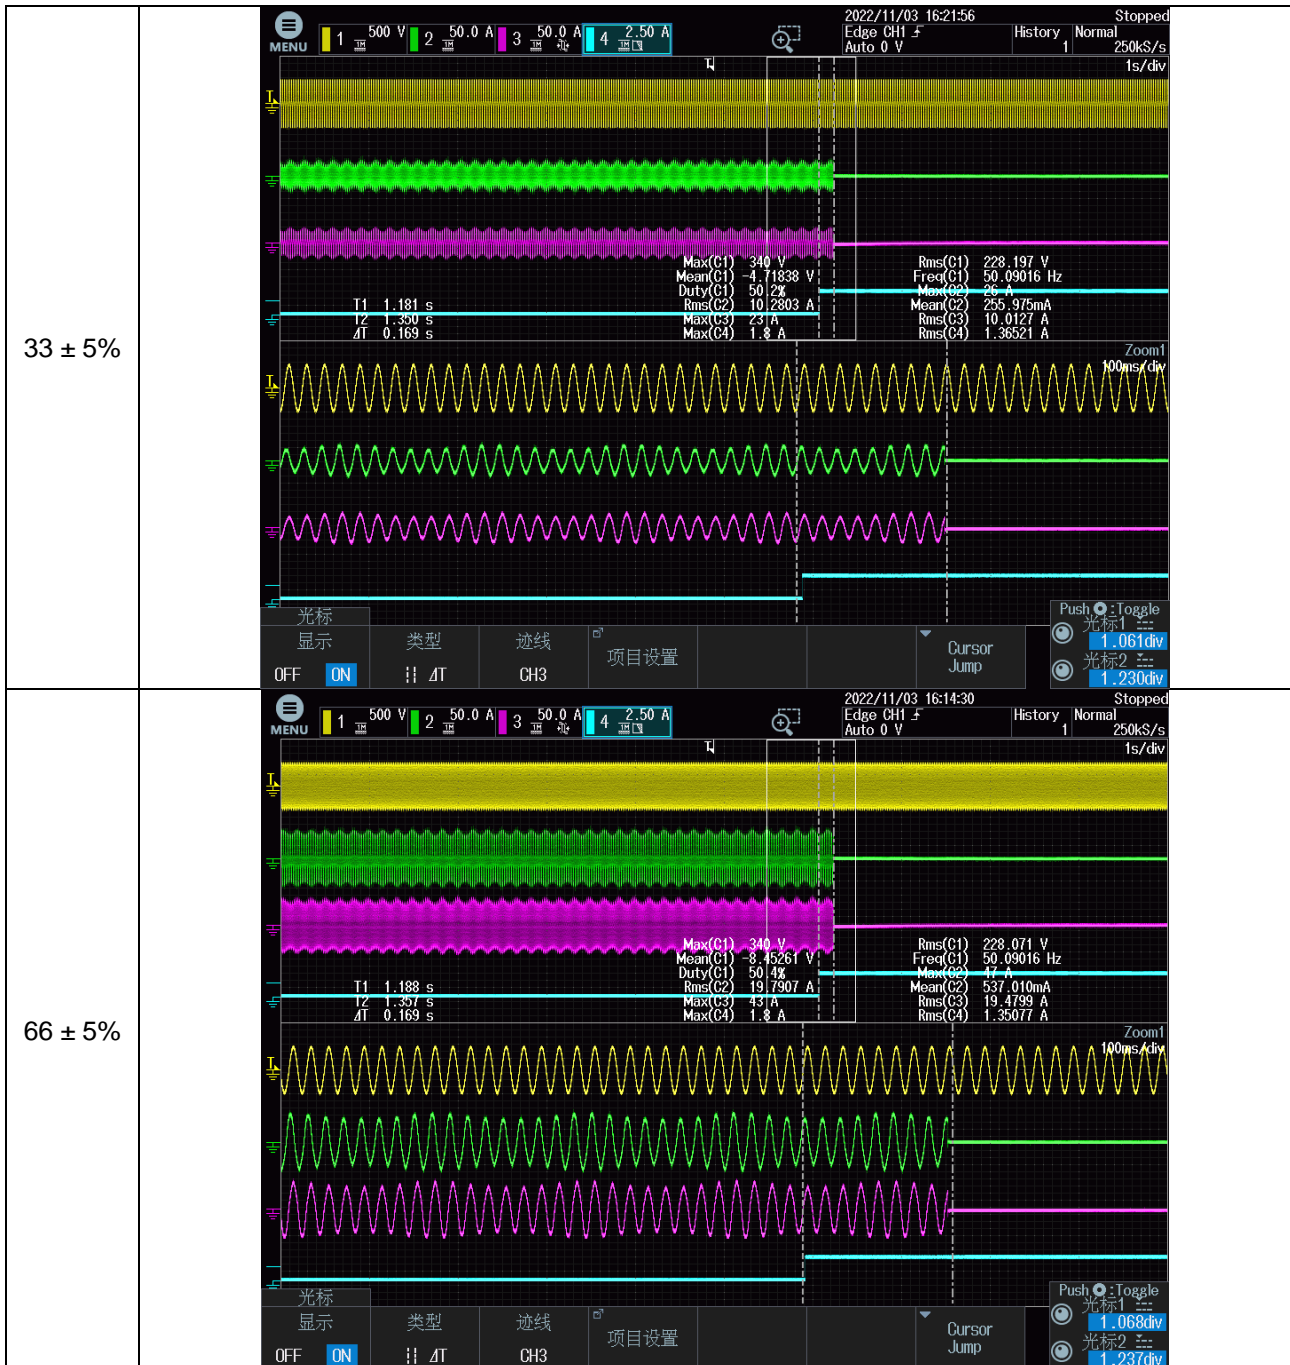 33 ± 5%
MENU
1 1M 500 V 2 1M 50.0 A 3 1M 50.0 A 4 1M 2.50 A
2022/11/03 16:21:56
Edge CHI
Auto 0 V
Stopped
History
1
Normal
250kS/s
1s/div
T
T
T1 1.181 s
T2 1.350 s
ΔT 0.169 s
Max(C1) 340 V
Mean(C1) -4.71838 V
Duty(C1) 50.2%
Rms(C2) 10.2803 A
Max(C3) 23 A
Max(C4) 1.8 A
Rms(C1) 228.197 V
Freq(C1) 50.09016 Hz
Max(C2) 26 A
Mean(C2) 255.975mA
Rms(C3) 10.0127 A
Rms(C4) 1.36521 A
Zoom1
100ms/div
T
光标
显示
OFF ON
类型
ΔT
迹线
CH3
项目设置
Cursor
Jump
Push :Toggle
光标1
1.061div
光标2
1.230div
66 ± 5%
MENU
1 1M 500 V 2 1M 50.0 A 3 1M 50.0 A 4 1M 2.50 A
2022/11/03 16:14:30
Edge CH1
Auto 0 V
Stopped
History
1
Normal
250kS/s
1s/div
T
T
T1 1.188 s
T2 1.357 s
ΔT 0.169 s
Max(C1) 340 V
Mean(C1) -8.45261 V
Duty(C1) 50.4%
Rms(C2) 19.7907 A
Max(C3) 43 A
Max(C4) 1.8 A
Rms(C1) 228.071 V
Freq(C1) 50.09016 Hz
Max(C2) 47 A
Mean(C2) 537.010mA
Rms(C3) 19.4799 A
Rms(C4) 1.35077 A
Zoom1
100ms/div
T
光标
显示
OFF ON
类型
ΔT
迹线
CH3
项目设置
Cursor
Jump
Push :Toggle
光标1
1.068div
光标2
1.237div